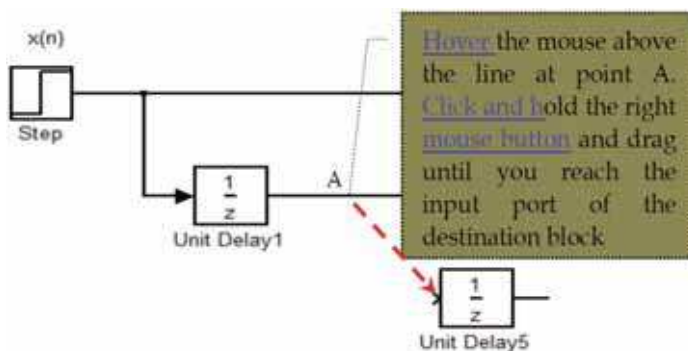 x(n)
Step
Hover the mouse above
the line at point A.
Click and hold the right
mouse button and drag
until you reach the
input port of the
destination block
A
1
z
Unit Delay1
1
z
Unit Delay5